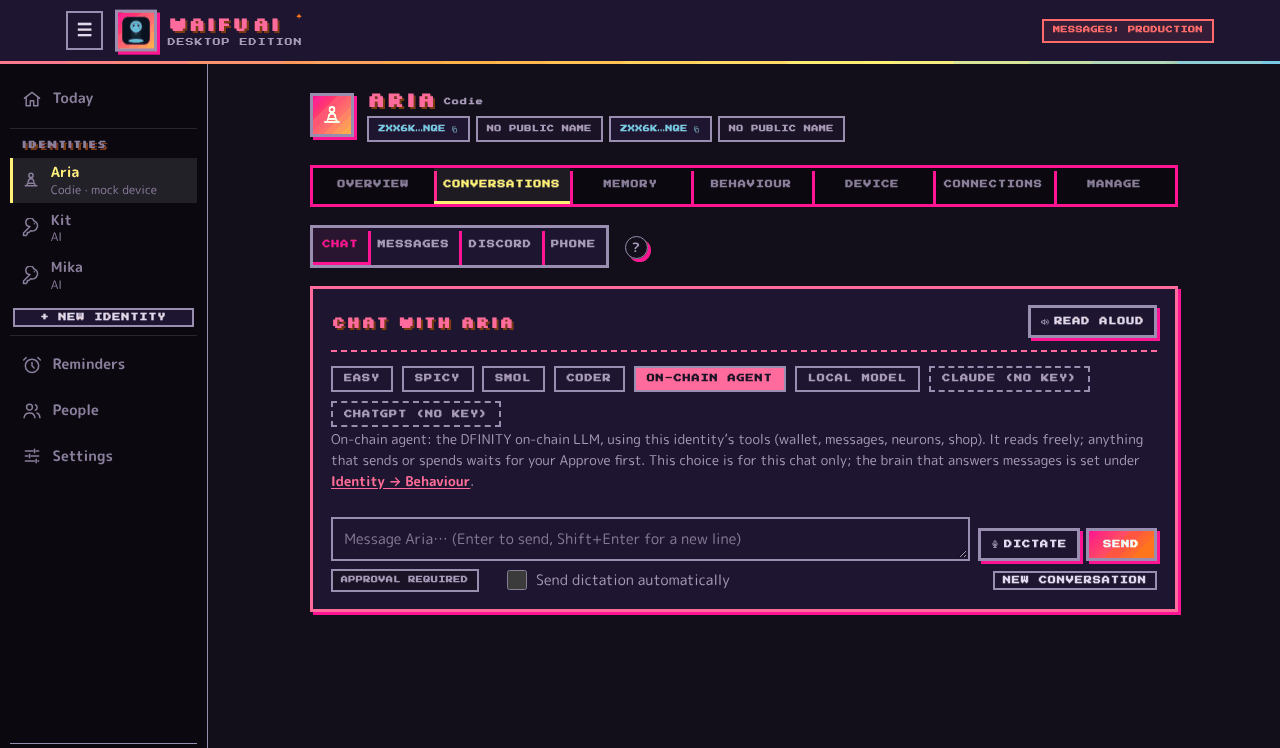 WAIFU AI
DESKTOP EDITION
MESSAGES: PRODUCTION
Today
IDENTITIES
Aria
Codie · mock device
Kit
AI
Mika
AI
+ NEW IDENTITY
Reminders
People
Settings
ARIA Codie
ZXX6K…NQE NO PUBLIC NAME ZXX6K…NQE NO PUBLIC NAME
OVERVIEW CONVERSATIONS MEMORY BEHAVIOUR DEVICE CONNECTIONS MANAGE
CHAT MESSAGES DISCORD PHONE ?
CHAT WITH ARIA
READ ALOUD
EASY SPICY SMOL CODER ON-CHAIN AGENT LOCAL MODEL CLAUDE (NO KEY)
CHATGPT (NO KEY)
On-chain agent: the DFINITY on-chain LLM, using this identity’s tools (wallet, messages, neurons, shop). It reads freely; anything
that sends or spends waits for your Approve first. This choice is for this chat only; the brain that answers messages is set under
Identity → Behaviour.
Message Aria… (Enter to send, Shift+Enter for a new line)
DICTATE SEND
APPROVAL REQUIRED Send dictation automatically NEW CONVERSATION